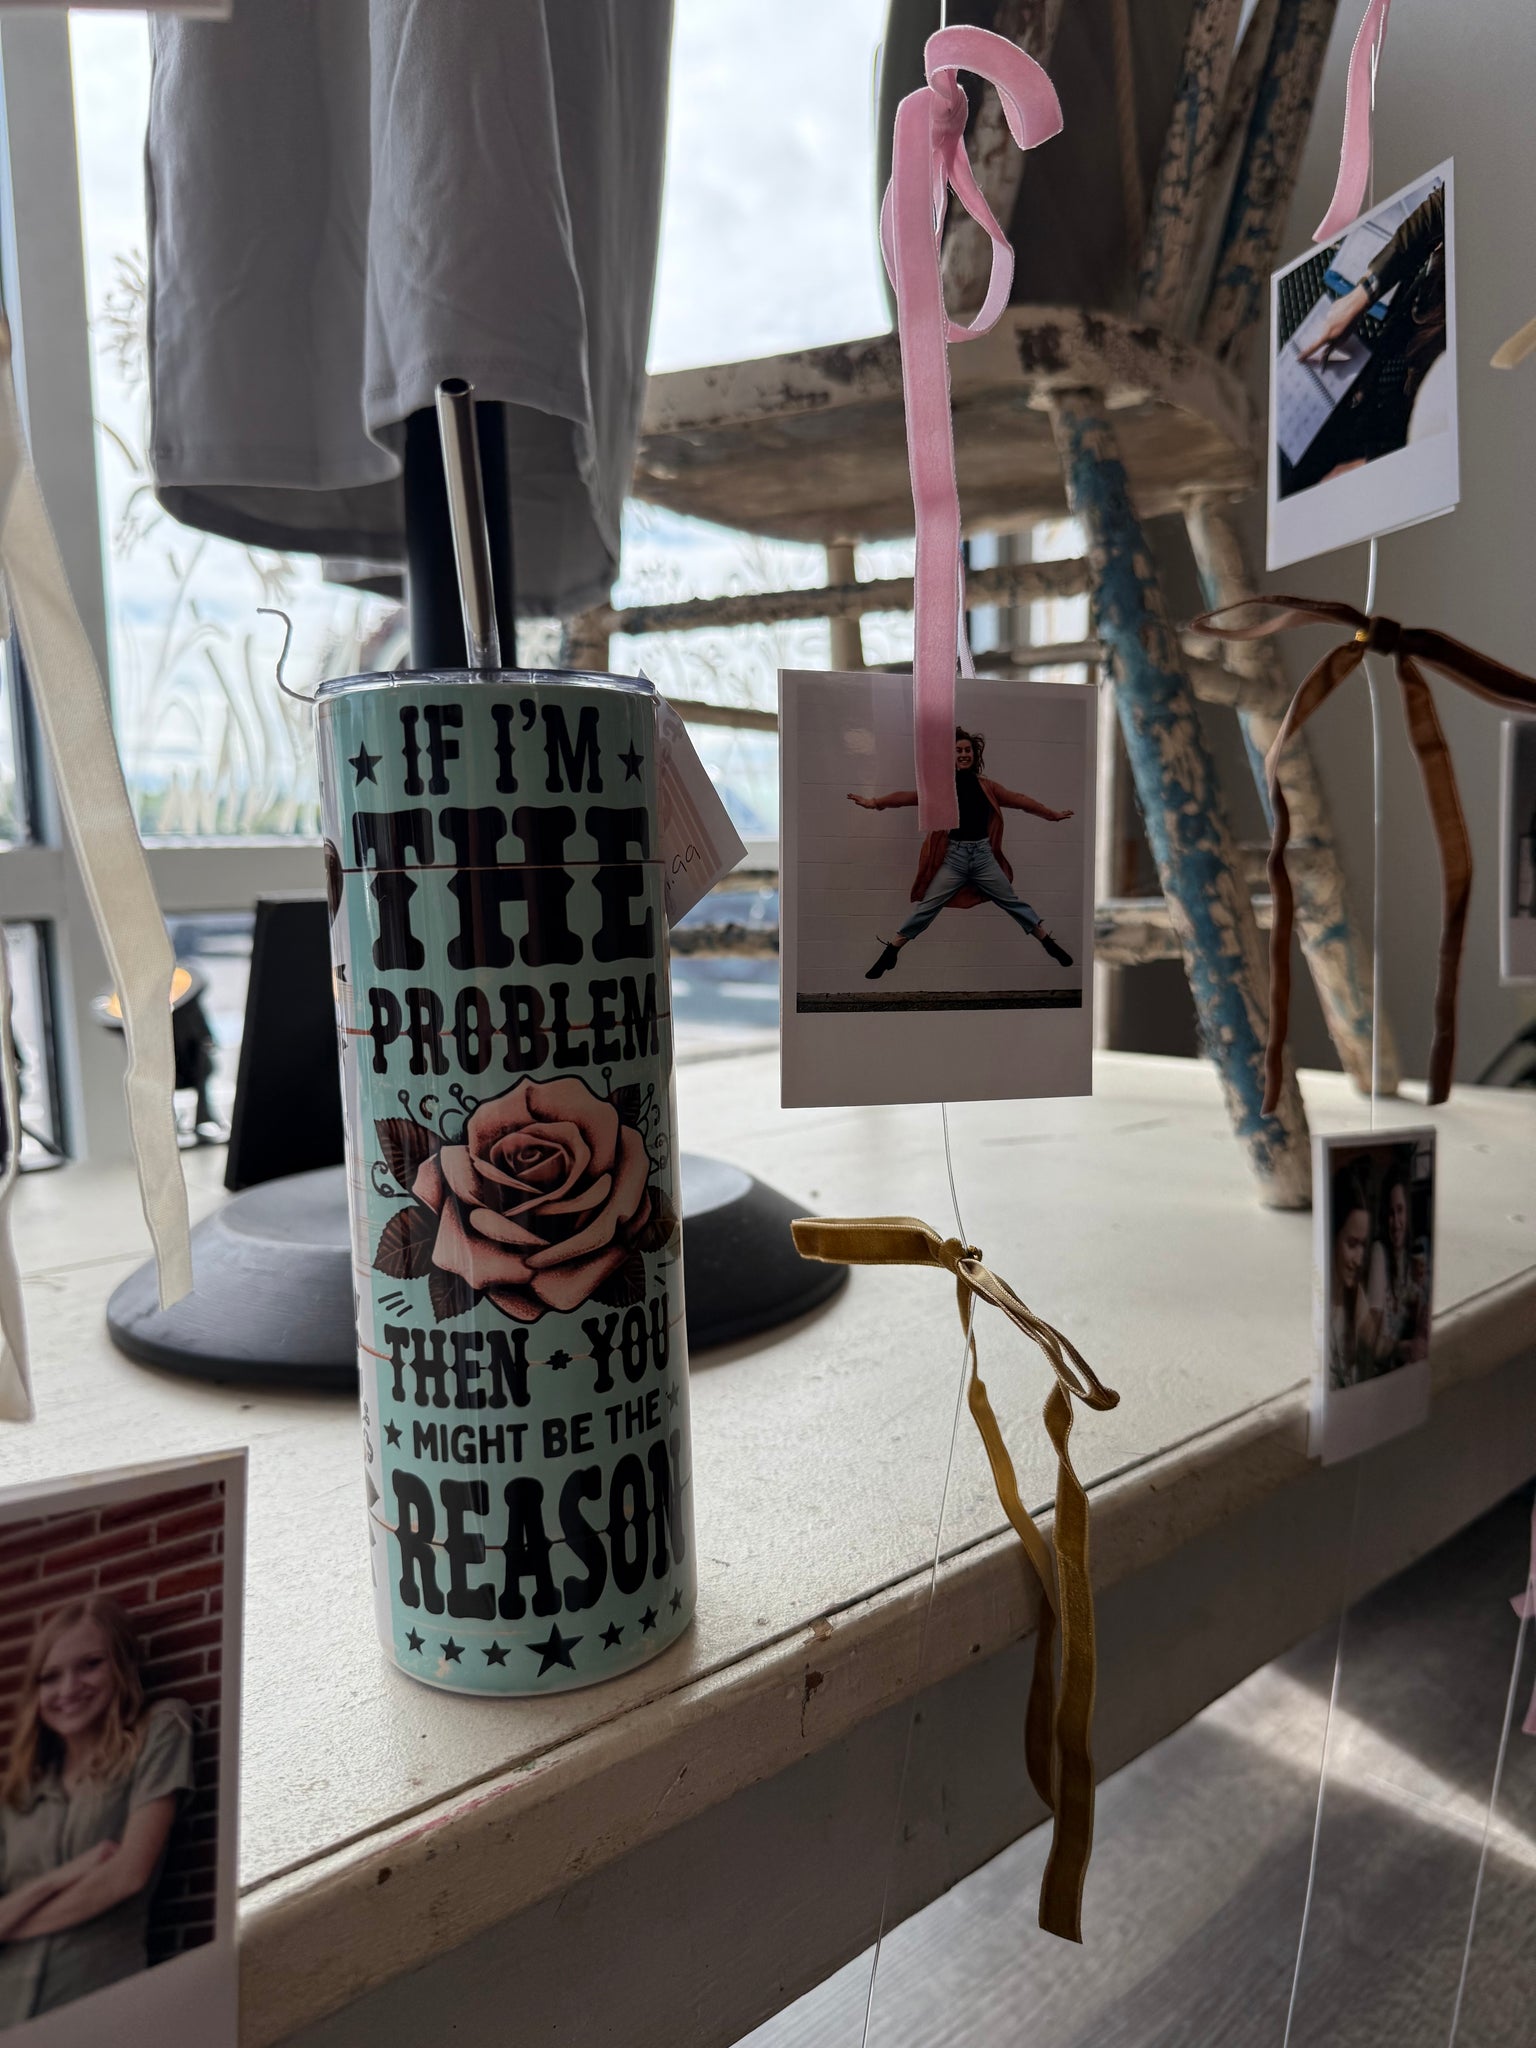 IF I'M
THE
PROBLEM
THEN YOU
MIGHT BE THE
REASON